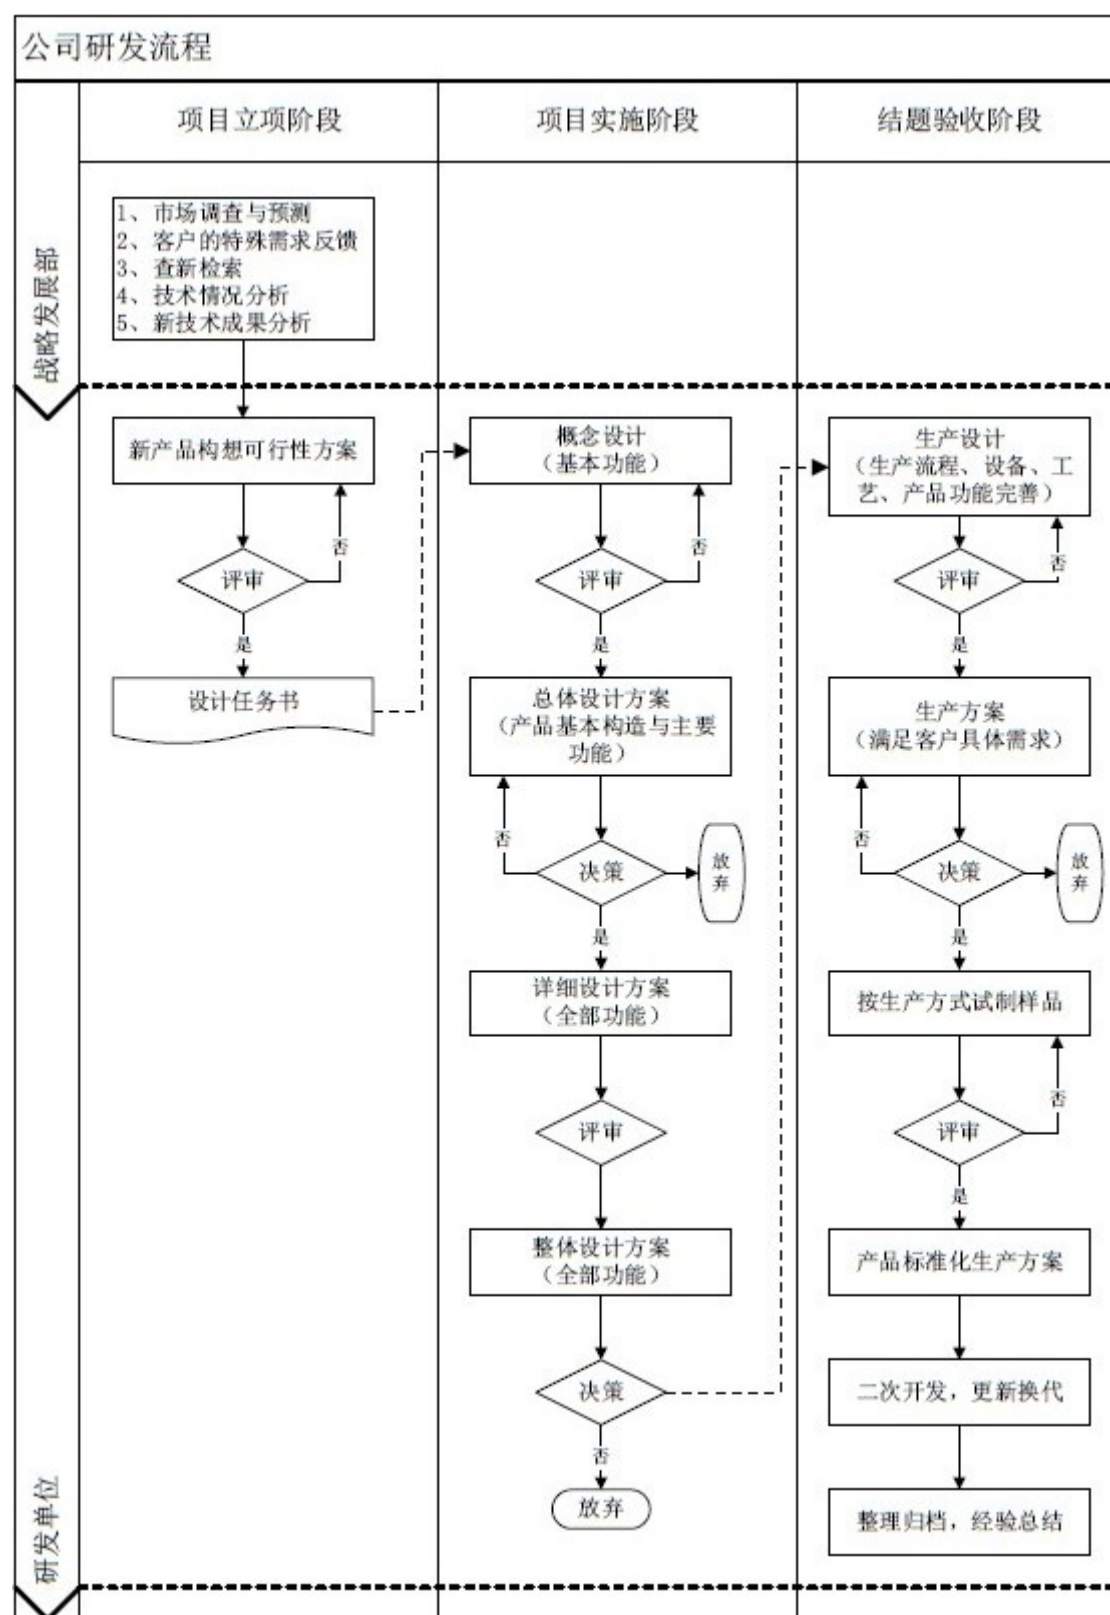 公司研发流程
项目立项阶段
项目实施阶段
结题验收阶段
战略发展部
1、市场调查与预测
2、客户的特殊需求反馈
3、查新检索
4、技术情况分析
5、新技术成果分析
新产品构想可行性方案
否
评审
是
设计任务书
概念设计
（基本功能）
否
评审
是
总体设计方案
（产品基本构造与主要
功能）
否
决策
放
弃
是
详细设计方案
（全部功能）
评审
整体设计方案
（全部功能）
决策
否
放弃
生产设计
（生产流程、设备、工
艺、产品功能完善）
否
评审
是
生产方案
（满足客户具体需求）
否
决策
放
弃
是
按生产方式试制样品
否
评审
是
产品标准化生产方案
二次开发，更新换代
整理归档，经验总结
研发单位